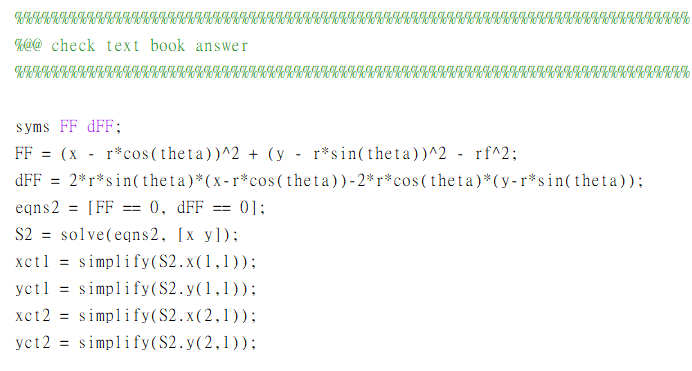 %%%%%%%%%%%%%%%%%%%%%%%%%%%%%%%%%%%%%%%%%%%%%%%%%%%%%%%%%%%%%%%%%%%%%%%%%%%
%@@ check text book answer
%%%%%%%%%%%%%%%%%%%%%%%%%%%%%%%%%%%%%%%%%%%%%%%%%%%%%%%%%%%%%%%%%%%%%%%%%%%
syms FF dFF;
FF = (x - r*cos(theta))^2 + (y - r*sin(theta))^2 - rf^2;
dFF = 2*r*sin(theta)*(x-r*cos(theta))-2*r*cos(theta)*(y-r*sin(theta));
eqns2 = [FF == 0, dFF == 0];
S2 = solve(eqns2, [x y]);
xct1 = simplify(S2.x(1,1));
yct1 = simplify(S2.y(1,1));
xct2 = simplify(S2.x(2,1));
yct2 = simplify(S2.y(2,1));